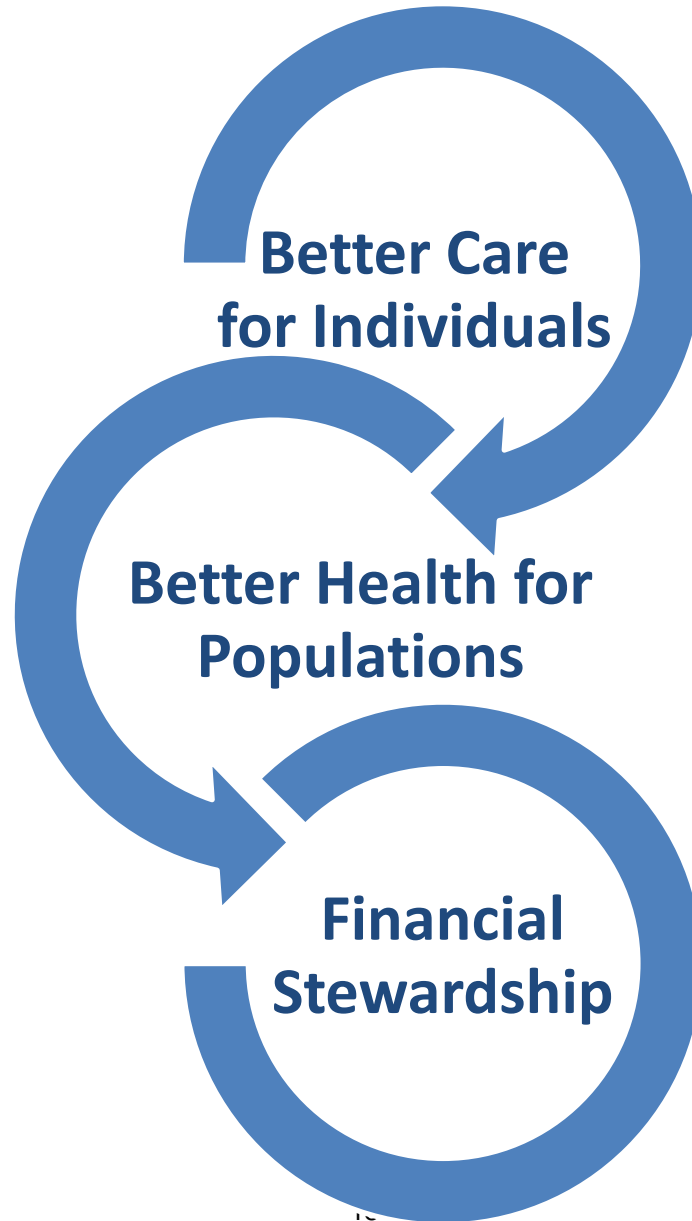 Better Care
for Individuals
Better Health for
Populations
Financial
Stewardship